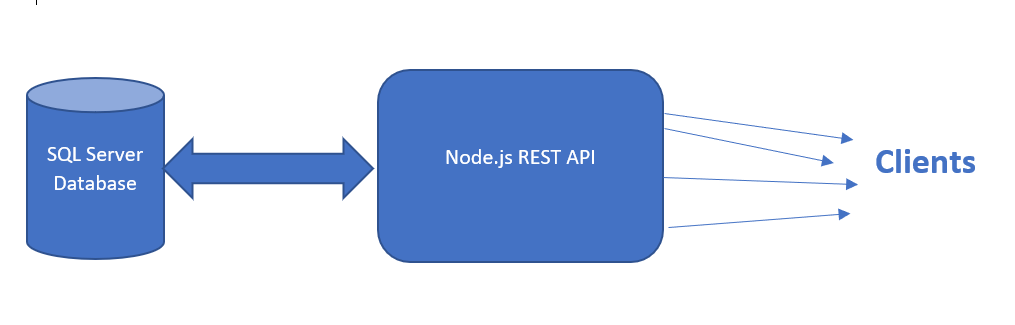 SQL Server
Database
Node.js REST API
Clients